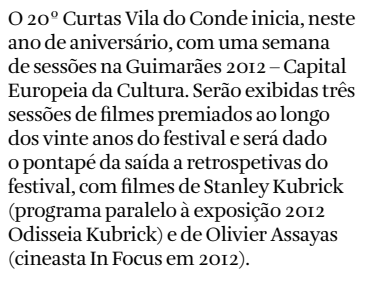 O 20º Curtas Vila do Conde inicia, neste
ano de aniversário, com uma semana
de sessões na Guimarães 2012 – Capital
Europeia da Cultura. Serão exibidas três
sessões de filmes premiados ao longo
dos vinte anos do festival e será dado
o pontapé da saída a retrospetivas do
festival, com filmes de Stanley Kubrick
(programa paralelo à exposição 2012
Odisseia Kubrick) e de Olivier Assayas
(cineasta In Focus em 2012).